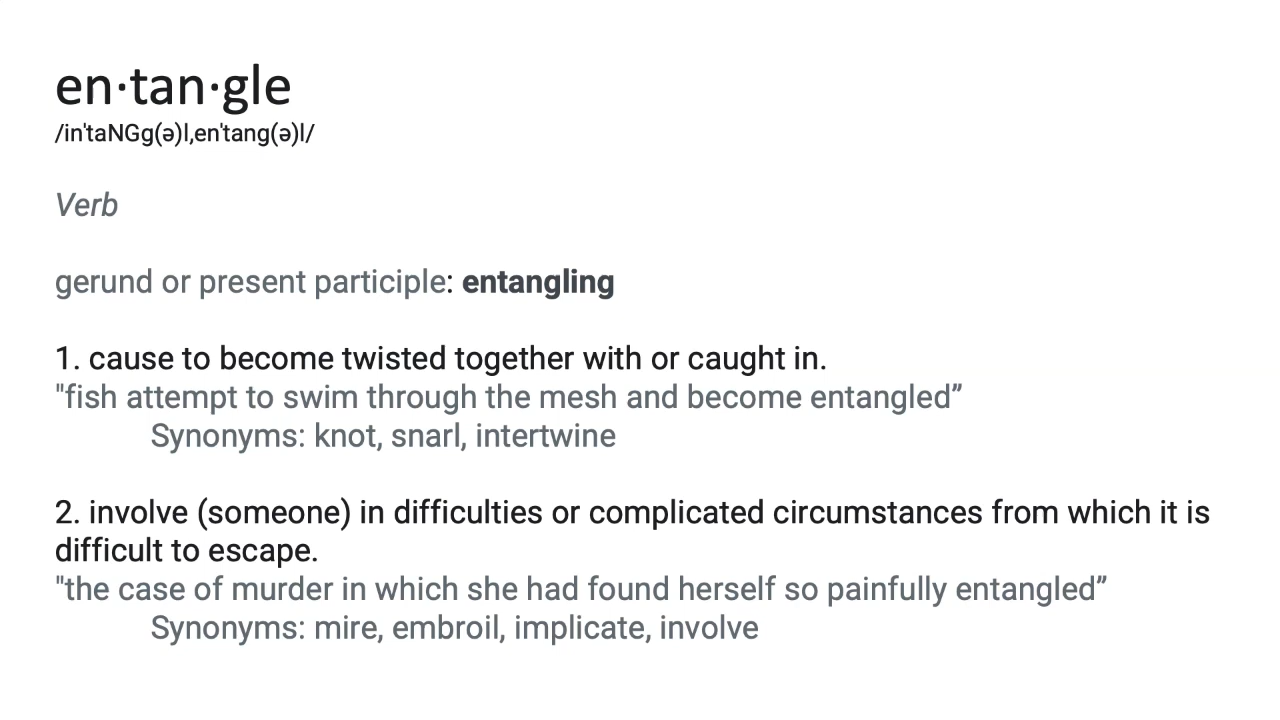 en·tan·gle
/in'taNGg(ə)l,en'tang(ə)l/
Verb
gerund or present participle: entangling
1. cause to become twisted together with or caught in.
"fish attempt to swim through the mesh and become entangled”
Synonyms: knot, snarl, intertwine
2. involve (someone) in difficulties or complicated circumstances from which it is
difficult to escape.
"the case of murder in which she had found herself so painfully entangled”
Synonyms: mire, embroil, implicate, involve